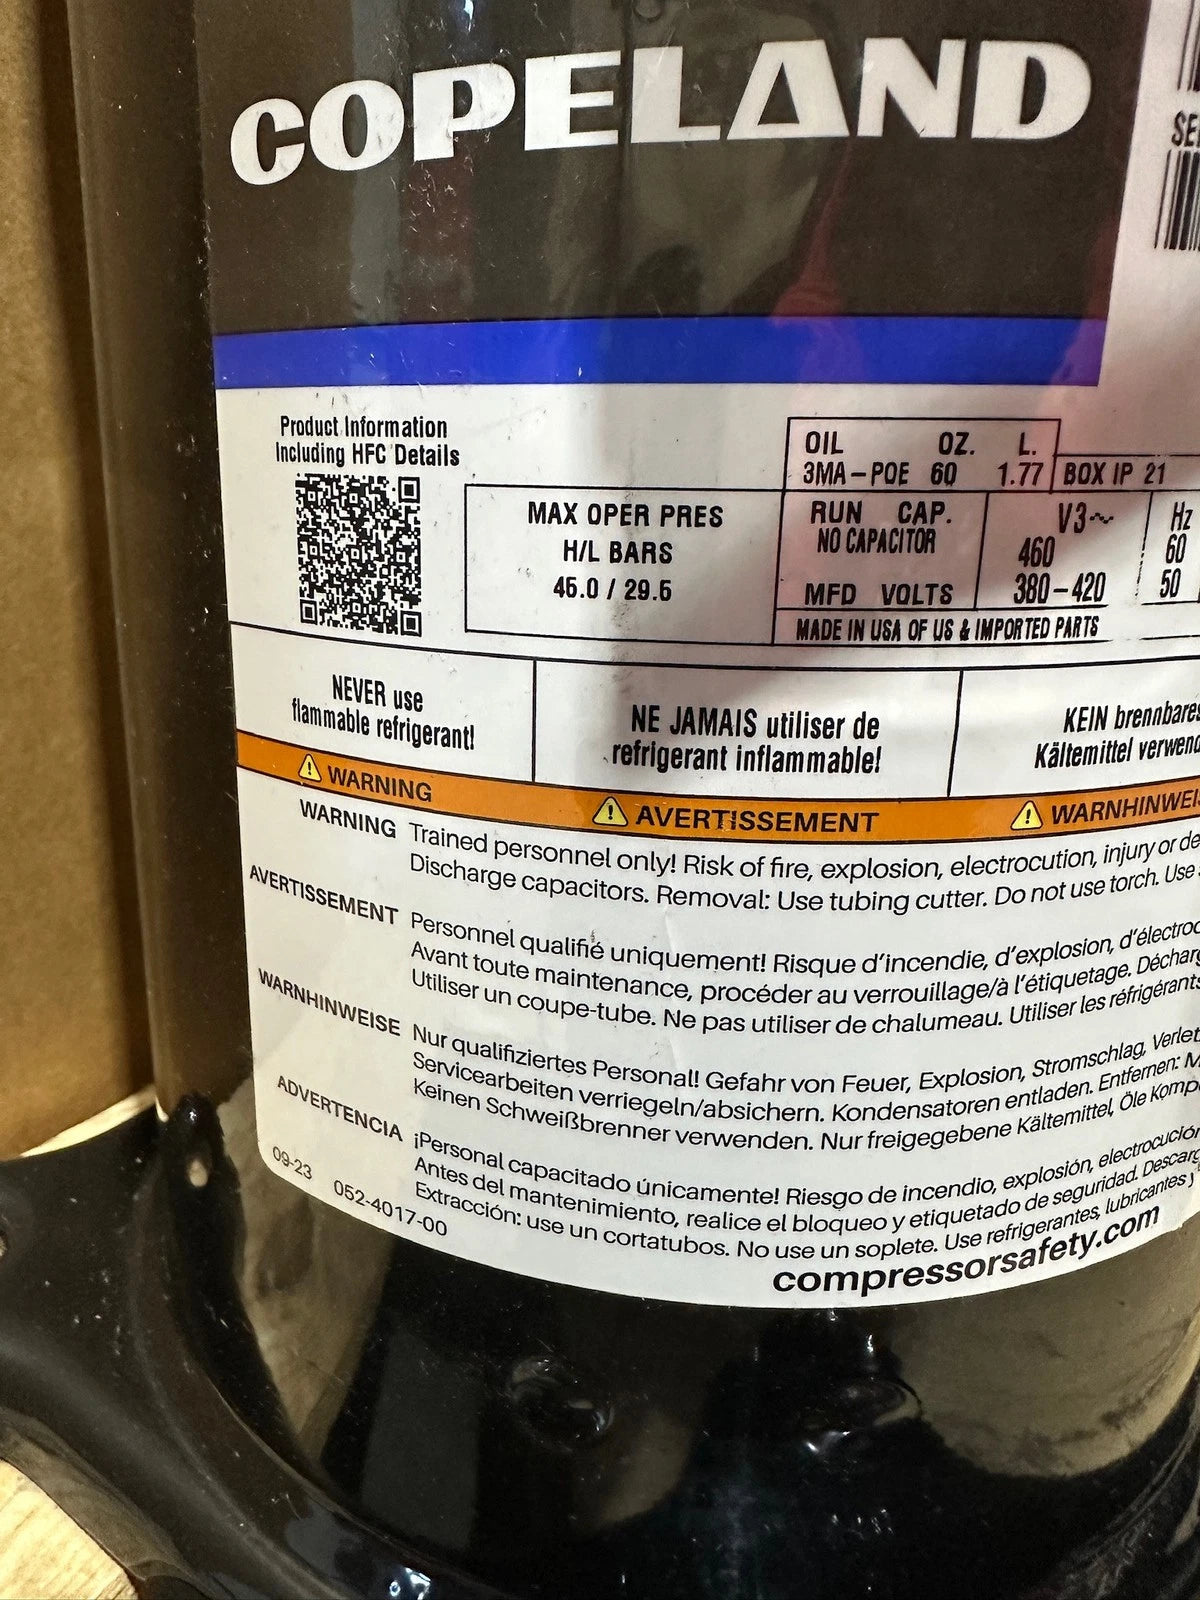 COPELAND
SE
Product Information
Including HFC Details
OIL OZ. L.
3MA-POE 60 1.77
BOX IP 21
MAX OPER PRES
H/L BARS
45.0 / 29.5
RUN CAP.
NO CAPACITOR
MFD VOLTS
V3~
460
380-420
Hz
60
50
MADE IN USA OF US & IMPORTED PARTS
NEVER use
flammable refrigerant!
NE JAMAIS utiliser de
refrigerant inflammable!
KEIN brennbares
Kältemittel verwend
WARNING
AVERTISSEMENT
WARNHINWEIS
WARNING Trained personnel only! Risk of fire, explosion, electrocution, injury or de
Discharge capacitors. Removal: Use tubing cutter. Do not use torch. Use
AVERTISSEMENT Personnel qualifié uniquement! Risque d'incendie, d'explosion, d'électroc
Avant toute maintenance, procéder au verrouillage/à l'étiquetage. Décharg
Utiliser un coupe-tube. Ne pas utiliser de chalumeau. Utiliser les réfrigérants
WARNHINWEISE Nur qualifiziertes Personal! Gefahr von Feuer, Explosion, Stromschlag, Verlet
Servicearbeiten verriegeln/absichern. Kondensatoren entladen. Entfernen: M
Keinen Schweißbrenner verwenden. Nur freigegebene Kältemittel, Öle Komp
ADVERTENCIA ¡Personal capacitado únicamente! Riesgo de incendio, explosión, electrocución
Antes del mantenimiento, realice el bloqueo y etiquetado de seguridad. Descarg
Extracción: use un cortatubos. No use un soplete. Use refrigerantes, lubricantes y
09-23 052-4017-00
compressorsafety.com